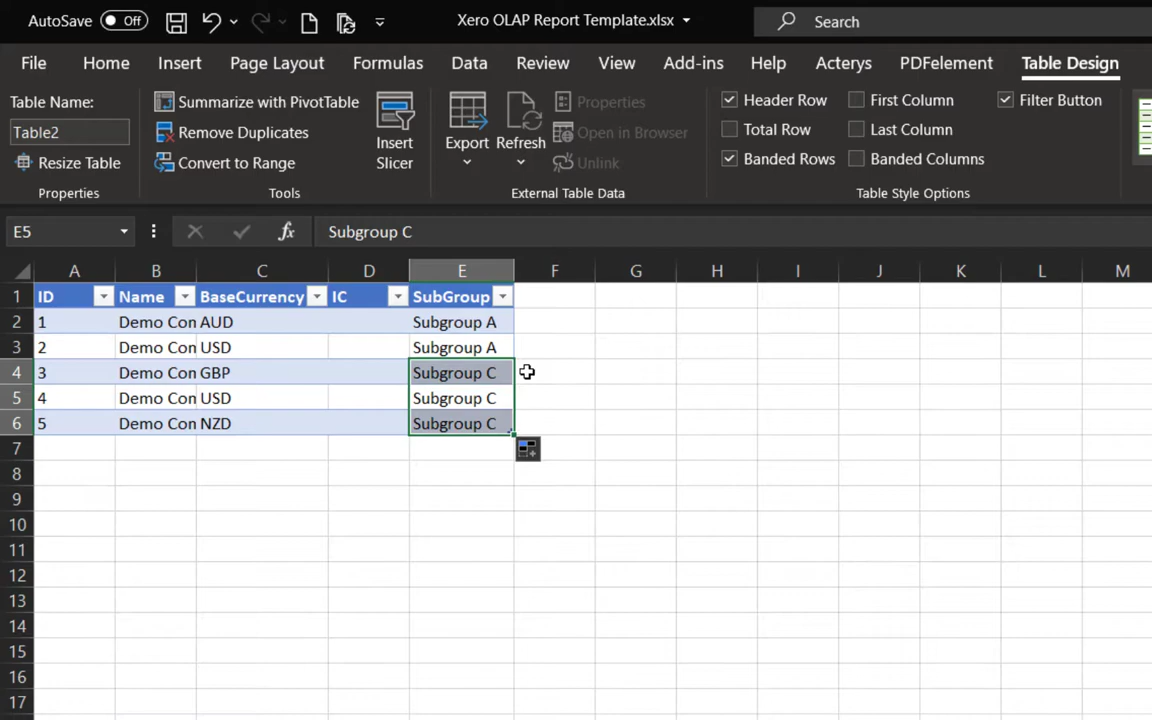 AutoSave Off Xero OLAP Report Template.xlsx Search
File Home Insert Page Layout Formulas Data Review View Add-ins Help Acterys PDFelement Table Design
Table Name:
Table2
Resize Table
Properties
Summarize with PivotTable
Remove Duplicates
Convert to Range
Tools
Insert
Slicer
Export
Refresh
Properties
Open in Browser
Unlink
External Table Data
Header Row First Column Filter Button
Total Row Last Column
Banded Rows Banded Columns
Table Style Options
E5 fx Subgroup C
A B C D E F G H I J K L M
1 ID Name BaseCurrency IC SubGroup
2 1 Demo Con AUD Subgroup A
3 2 Demo Con USD Subgroup A
4 3 Demo Con GBP Subgroup C
5 4 Demo Con USD Subgroup C
6 5 Demo Con NZD Subgroup C
7
8
9
10
11
12
13
14
15
16
17